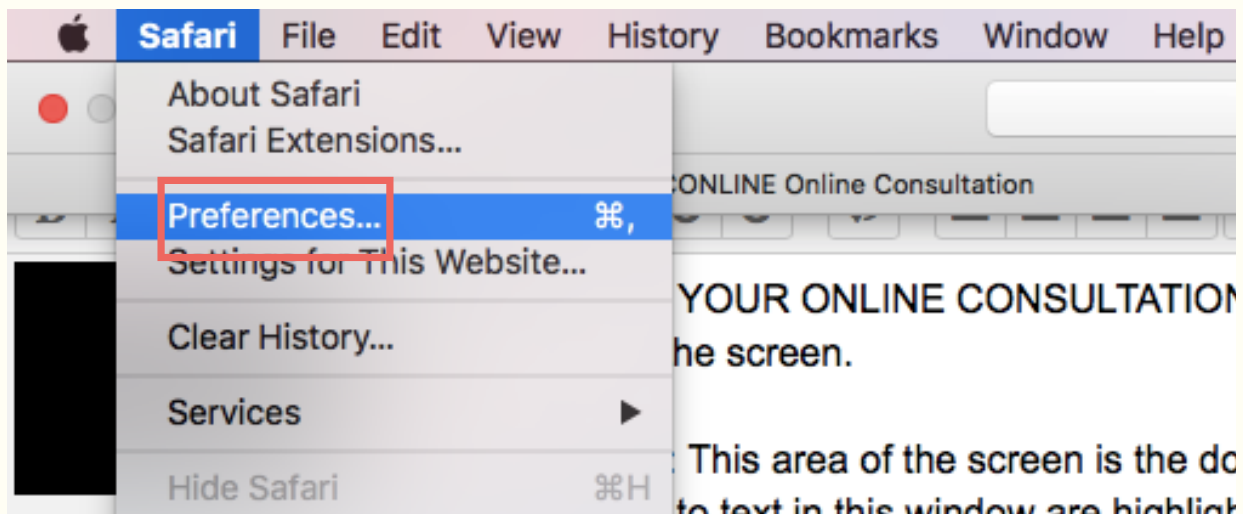 Safari File Edit View History Bookmarks Window Help
About Safari
Safari Extensions...
ONLINE Online Consultation
Preferences... ⌘,
Settings for This Website...
YOUR ONLINE CONSULTATION
Clear History...
he screen.
Services ▶
: This area of the screen is the do
Hide Safari ⌘H
to text in this window are highligh